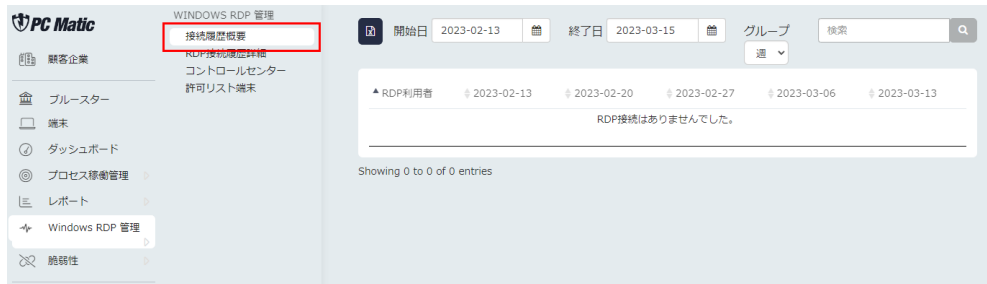 PC Matic
顧客企業
ブルースター
端末
ダッシュボード
プロセス稼働管理
レポート
Windows RDP 管理
脆弱性
WINDOWS RDP 管理
接続履歴概要
RDP接続履歴詳細
コントロールセンター
許可リスト端末
開始日 2023-02-13 終了日 2023-03-15 グループ 検索
週
RDP利用者 2023-02-13 2023-02-20 2023-02-27 2023-03-06 2023-03-13
RDP接続はありませんでした。
Showing 0 to 0 of 0 entries